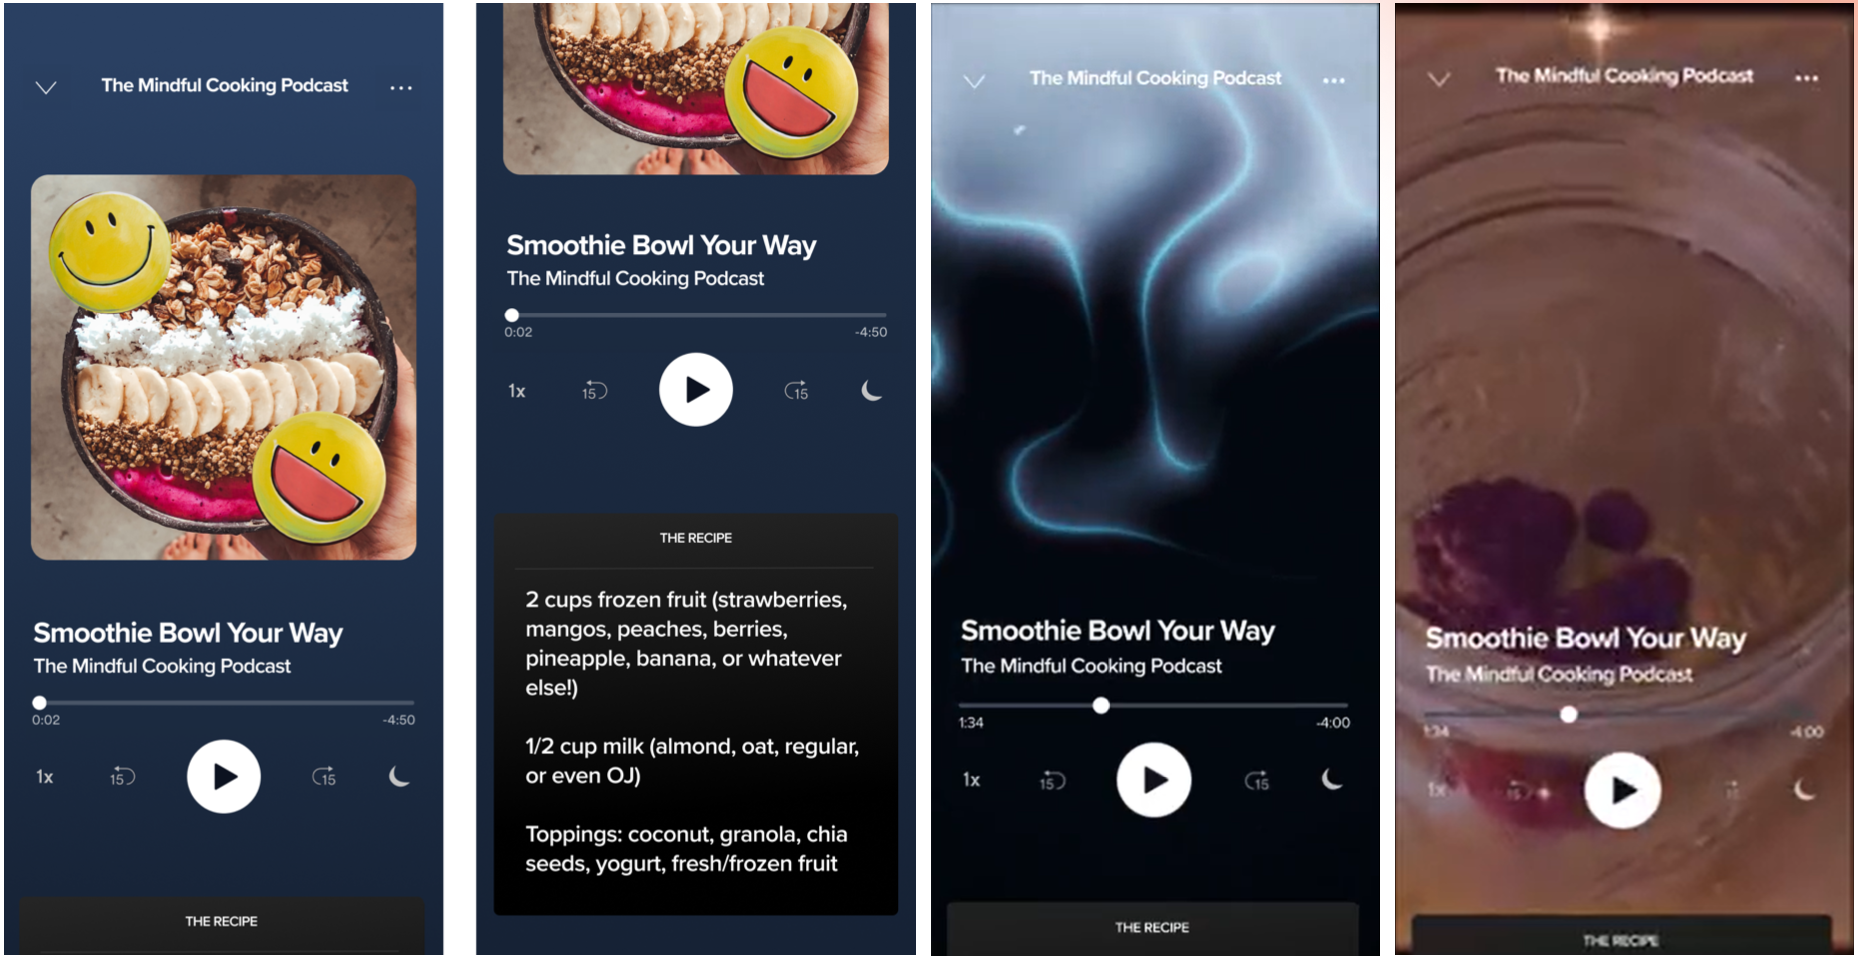 The Mindful Cooking Podcast
Smoothie Bowl Your Way
The Mindful Cooking Podcast
0:02
-4:50
1x
15
15
THE RECIPE
Smoothie Bowl Your Way
The Mindful Cooking Podcast
0:02
-4:50
1x
15
15
THE RECIPE
2 cups frozen fruit (strawberries,
mangos, peaches, berries,
pineapple, banana, or whatever
else!)
1/2 cup milk (almond, oat, regular,
or even OJ)
Toppings: coconut, granola, chia
seeds, yogurt, fresh/frozen fruit
The Mindful Cooking Podcast
Smoothie Bowl Your Way
The Mindful Cooking Podcast
1:34
-4:00
1x
15
15
THE RECIPE
The Mindful Cooking Podcast
Smoothie Bowl Your Way
The Mindful Cooking Podcast
1:34
-4:00
1x
15
THE RECIPE